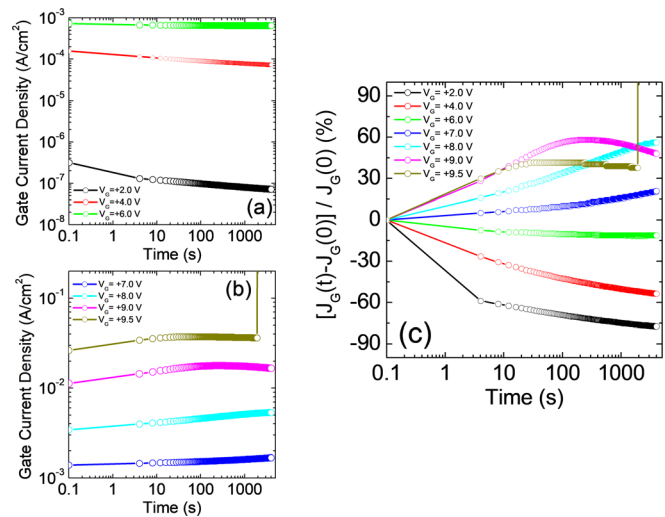 10⁻³
10⁻⁴
10⁻⁵
10⁻⁶
10⁻⁷
10⁻⁸
Gate Current Density (A/cm²)
V_G=+2.0 V
V_G=+4.0 V
V_G=+6.0 V
(a)
0.1 1 10 100 1000
Time (s)
10⁻¹
10⁻²
10⁻³
Gate Current Density (A/cm²)
V_G= +7.0 V
V_G= +8.0 V
V_G= +9.0 V
V_G= +9.5 V
(b)
0.1 1 10 100 1000
Time (s)
90
60
30
0
-30
-60
-90
[J_G(t)-J_G(0)] / J_G(0) (%)
V_G= +2.0 V
V_G= +4.0 V
V_G= +6.0 V
V_G= +7.0 V
V_G= +8.0 V
V_G= +9.0 V
V_G= +9.5 V
(c)
0.1 1 10 100 1000
Time (s)